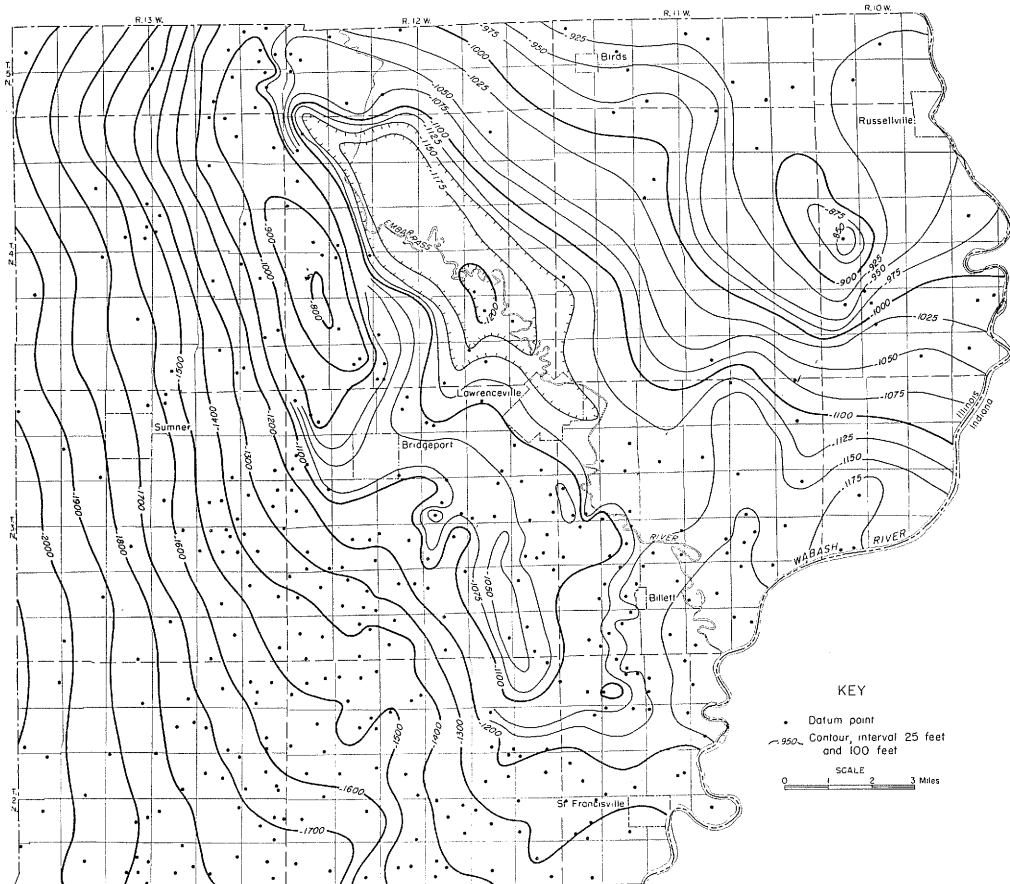 R. 13 W.
R. 12 W.
R. 11 W.
R. 10 W.
T. 5 N.
T. 4 N.
T. 3 N.
T. 2 N.
-975
-950
-925
-1000
-1025
Birds
-1050
-1075
-1100
-1125
-1150
-1175
Russellville
EMBARRASS
-875
-850
-900
-925
-950
-975
-1000
-1025
-1050
-1075
-1100
-1125
-1150
-1175
Illinois
Indiana
-900
-1000
-800
-1100
-1500
-1400
-1200
-1300
-1100
Sumner
Lawrenceville
Bridgeport
-2000
-1900
-1800
-1700
-1600
RIVER
WABASH RIVER
-1075
-1050
Billett
-1100
-1200
-1300
-1400
-1500
-1600
-1700
St. Francisville
KEY
Datum point
-950 Contour, interval 25 feet
and 100 feet
SCALE
0 1 2 3 Miles